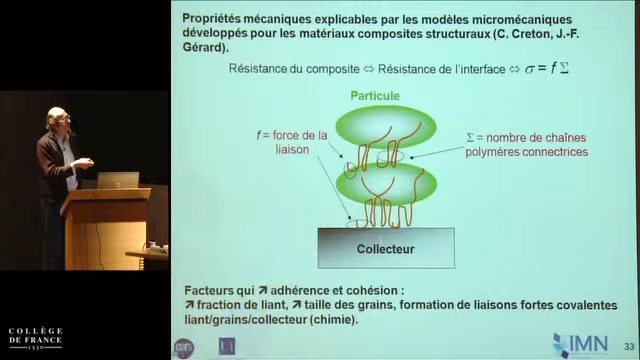 Propriétés mécaniques explicables par les modèles micromécaniques
développés pour les matériaux composites structuraux (C. Creton, J.-F.
Gérard).
Résistance du composite ⇔ Résistance de l'interface ⇔ σ = f Σ
Particule
f = force de la
liaison
Σ = nombre de chaînes
polymères connectrices
Collecteur
Facteurs qui ↗ adhérence et cohésion :
↗ fraction de liant, ↗ taille des grains, formation de liaisons fortes covalentes
liant/grains/collecteur (chimie).
COLLÈGE
DE FRANCE
1530
cnrs
IMN
33